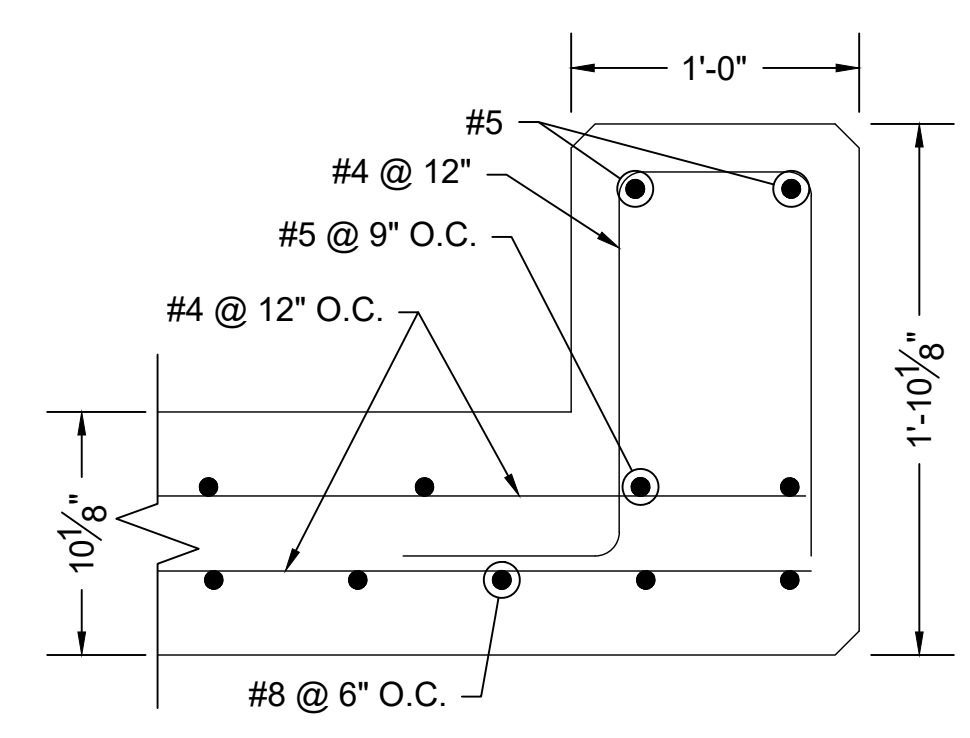 1'-0"
#5
#4 @ 12"
#5 @ 9" O.C.
#4 @ 12" O.C.
10⅛"
1'-10⅛"
#8 @ 6" O.C.